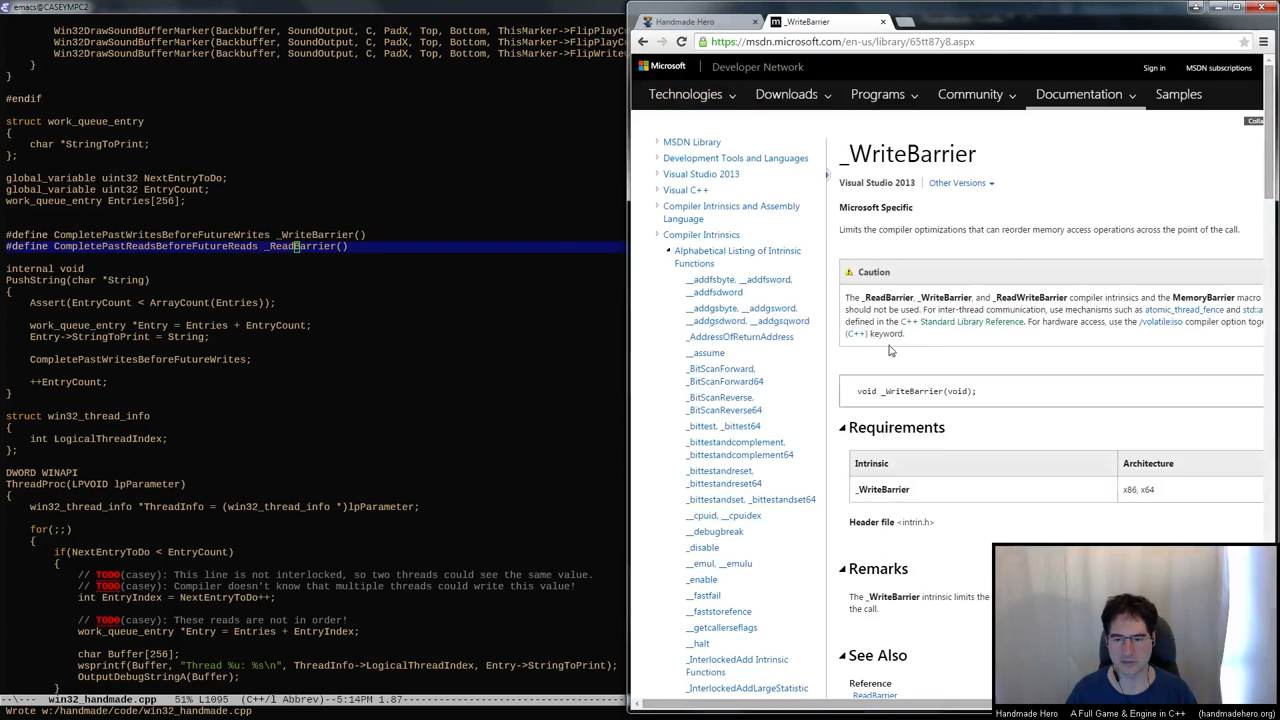 emacs@CASEYMPC2
Win32DrawSoundBufferMarker(Backbuffer, SoundOutput, C, PadX, Top, Bottom, ThisMarker->FlipPlayCu
Win32DrawSoundBufferMarker(Backbuffer, SoundOutput, C, PadX, Top, Bottom, ThisMarker->FlipPlayCu
Win32DrawSoundBufferMarker(Backbuffer, SoundOutput, C, PadX, Top, Bottom, ThisMarker->FlipWrite
}
}
#endif
struct work_queue_entry
{
char *StringToPrint;
};
global_variable uint32 NextEntryToDo;
global_variable uint32 EntryCount;
work_queue_entry Entries[256];
#define CompletePastWritesBeforeFutureWrites _WriteBarrier()
#define CompletePastReadsBeforeFutureReads _ReadBarrier()
internal void
PushString(char *String)
{
Assert(EntryCount < ArrayCount(Entries));
work_queue_entry *Entry = Entries + EntryCount;
Entry->StringToPrint = String;
CompletePastWritesBeforeFutureWrites;
++EntryCount;
}
struct win32_thread_info
{
int LogicalThreadIndex;
};
DWORD WINAPI
ThreadProc(LPVOID lpParameter)
{
win32_thread_info *ThreadInfo = (win32_thread_info *)lpParameter;
for(;;)
{
if(NextEntryToDo < EntryCount)
{
// TODO(casey): This line is not interlocked, so two threads could see the same value.
// TODO(casey): Compiler doesn't know that multiple threads could write this value!
int EntryIndex = NextEntryToDo++;
// TODO(casey): These reads are not in order!
work_queue_entry *Entry = Entries + EntryIndex;
char Buffer[256];
wsprintf(Buffer, "Thread %u: %s\n", ThreadInfo->LogicalThreadIndex, Entry->StringToPrint);
OutputDebugStringA(Buffer);
}
win32_handmade.cpp 51% L1095 (C++/l Abbrev)--5:14PM 1.87
Wrote w:/handmade/code/win32_handmade.cpp
Handmade Hero
_WriteBarrier
https://msdn.microsoft.com/en-us/library/65tt87y8.aspx
Microsoft Developer Network
Sign in MSDN subscriptions
Technologies Downloads Programs Community Documentation Samples
Colla
MSDN Library
Development Tools and Languages
Visual Studio 2013
Visual C++
Compiler Intrinsics and Assembly
Language
Compiler Intrinsics
Alphabetical Listing of Intrinsic
Functions
__addfsbyte, __addfsword,
__addfsdword
__addgsbyte, __addgsword,
__addgsdword, __addgsqword
_AddressOfReturnAddress
__assume
_BitScanForward,
_BitScanForward64
_BitScanReverse,
_BitScanReverse64
_bittest, _bittest64
_bittestandcomplement,
_bittestandcomplement64
_bittestandreset,
_bittestandreset64
_bittestandset, _bittestandset64
__cpuid, __cpuidex
__debugbreak
_disable
__emul, __emulu
_enable
__fastfail
__faststorefence
__getcallerseflags
__halt
_InterlockedAdd Intrinsic
Functions
_InterlockedAddLargeStatistic
_WriteBarrier
Visual Studio 2013 Other Versions
Microsoft Specific
Limits the compiler optimizations that can reorder memory access operations across the point of the call.
Caution
The _ReadBarrier, _WriteBarrier, and _ReadWriteBarrier compiler intrinsics and the MemoryBarrier macro
should not be used. For inter-thread communication, use mechanisms such as atomic_thread_fence and std::a
defined in the C++ Standard Library Reference. For hardware access, use the /volatile:iso compiler option toge
(C++) keyword.
void _WriteBarrier(void);
Requirements
Intrinsic Architecture
_WriteBarrier x86, x64
Header file <intrin.h>
Remarks
The _WriteBarrier intrinsic limits the
the call.
See Also
Reference
_ReadBarrier
Handmade Hero A Full Game & Engine in C++ (handmadehero.org)